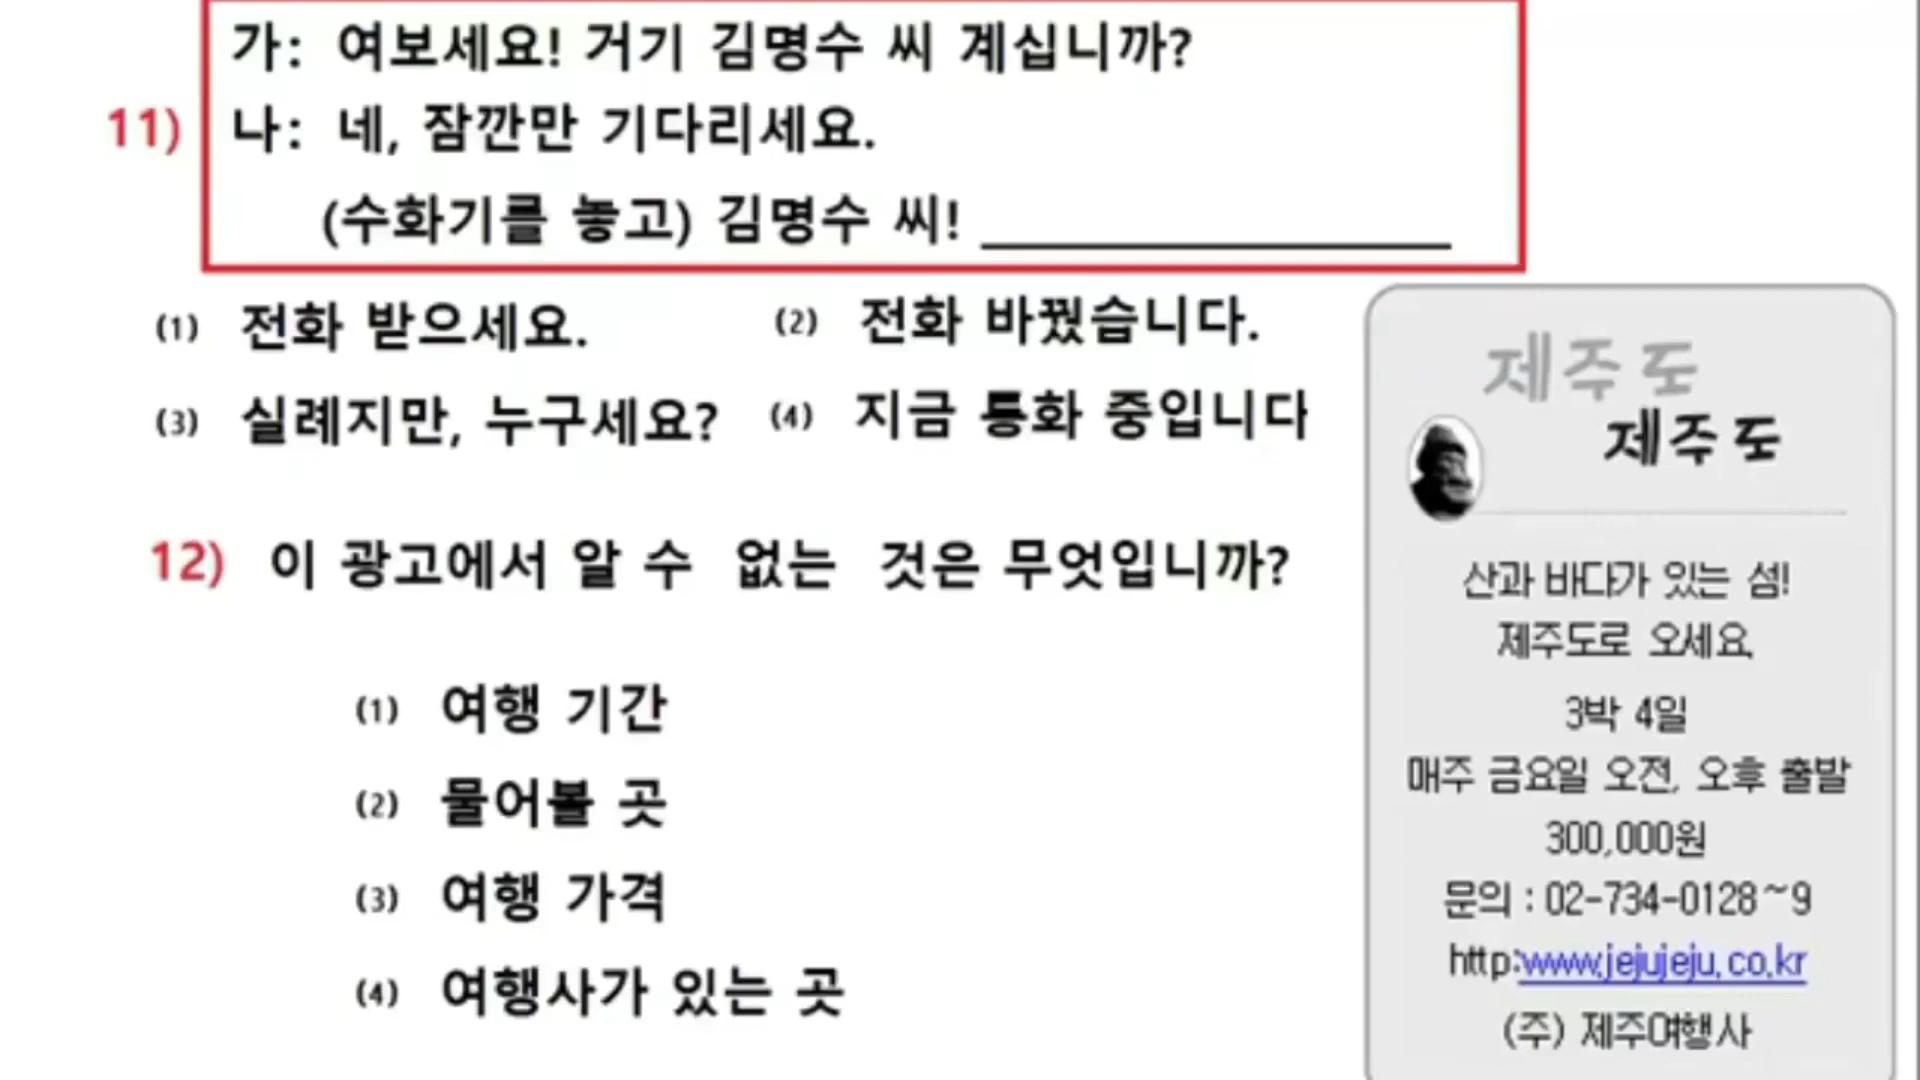 가: 여보세요! 거기 김명수 씨 계십니까?
11) 나: 네, 잠깐만 기다리세요.
(수화기를 놓고) 김명수 씨! ____________
(1) 전화 받으세요.
(2) 전화 바꿨습니다.
(3) 실례지만, 누구세요?
(4) 지금 통화 중입니다
12) 이 광고에서 알 수 없는 것은 무엇입니까?
(1) 여행 기간
(2) 물어볼 곳
(3) 여행 가격
(4) 여행사가 있는 곳
제주도
제주도
산과 바다가 있는 섬!
제주도로 오세요.
3박 4일
매주 금요일 오전, 오후 출발
300,000원
문의 : 02-734-0128~9
http:www.jejujeju.co.kr
(주) 제주여행사